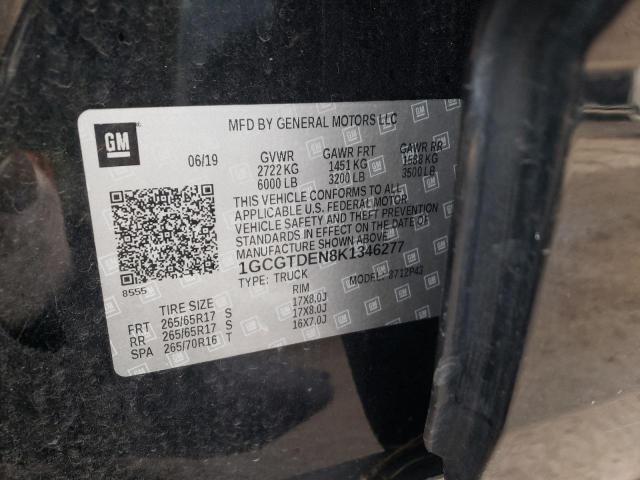 GM
MFD BY GENERAL MOTORS LLC
06/19 GVWR GAWR FRT GAWR RR
2722 KG 1451 KG 1588 KG
6000 LB 3200 LB 3500 LB
THIS VEHICLE CONFORMS TO ALL
APPLICABLE U.S. FEDERAL MOTOR
VEHICLE SAFETY AND THEFT PREVENTION
STANDARDS IN EFFECT ON THE DATE OF
MANUFACTURE SHOWN ABOVE.
1GCGTDEN8K1346277
8555 TYPE: TRUCK MODEL: 8712P43
TIRE SIZE RIM
FRT 265/65R17 S 17X8.0J
RR 265/65R17 S 17X8.0J
SPA 265/70R16 T 16X7.0J